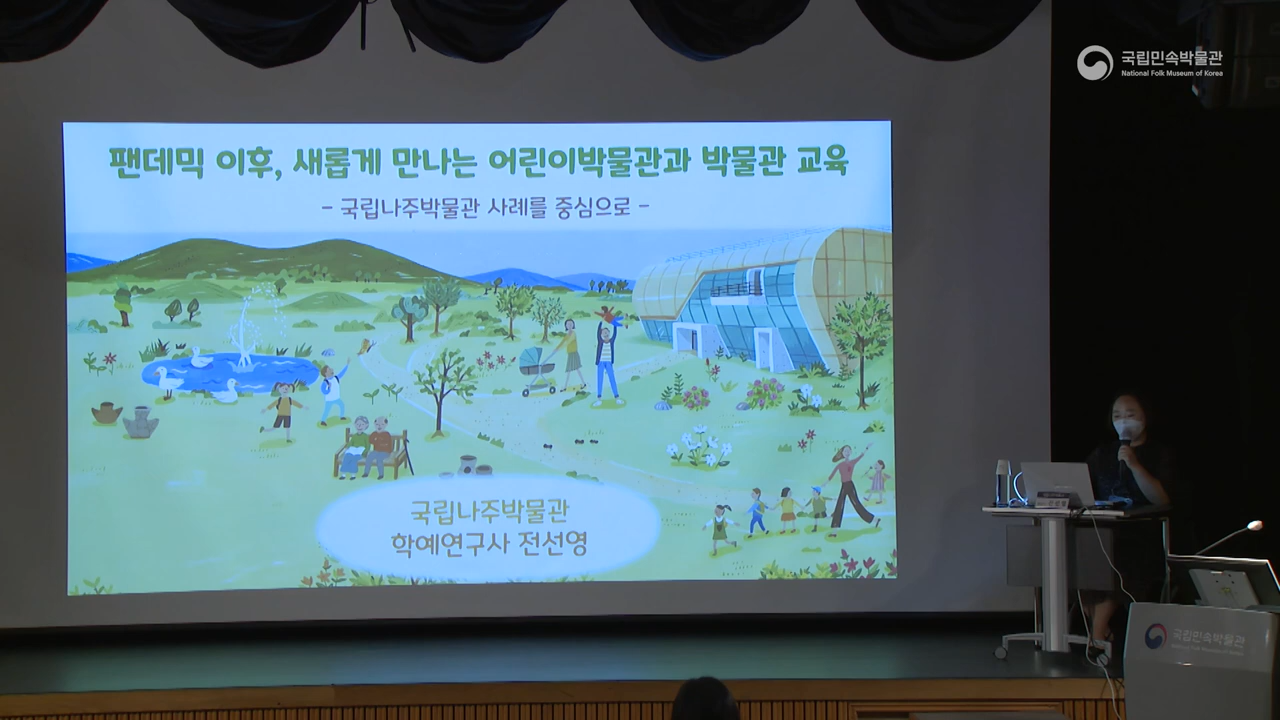 국립민속박물관
National Folk Museum of Korea
팬데믹 이후, 새롭게 만나는 어린이박물관과 박물관 교육
- 국립나주박물관 사례를 중심으로 -
국립나주박물관
학예연구사 전선영
국립민속박물관